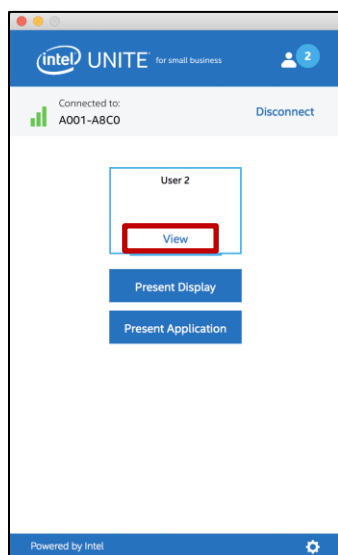 intel UNITE for small business
2
Connected to:
A001-A8C0
Disconnect
User 2
View
Present Display
Present Application
Powered by Intel